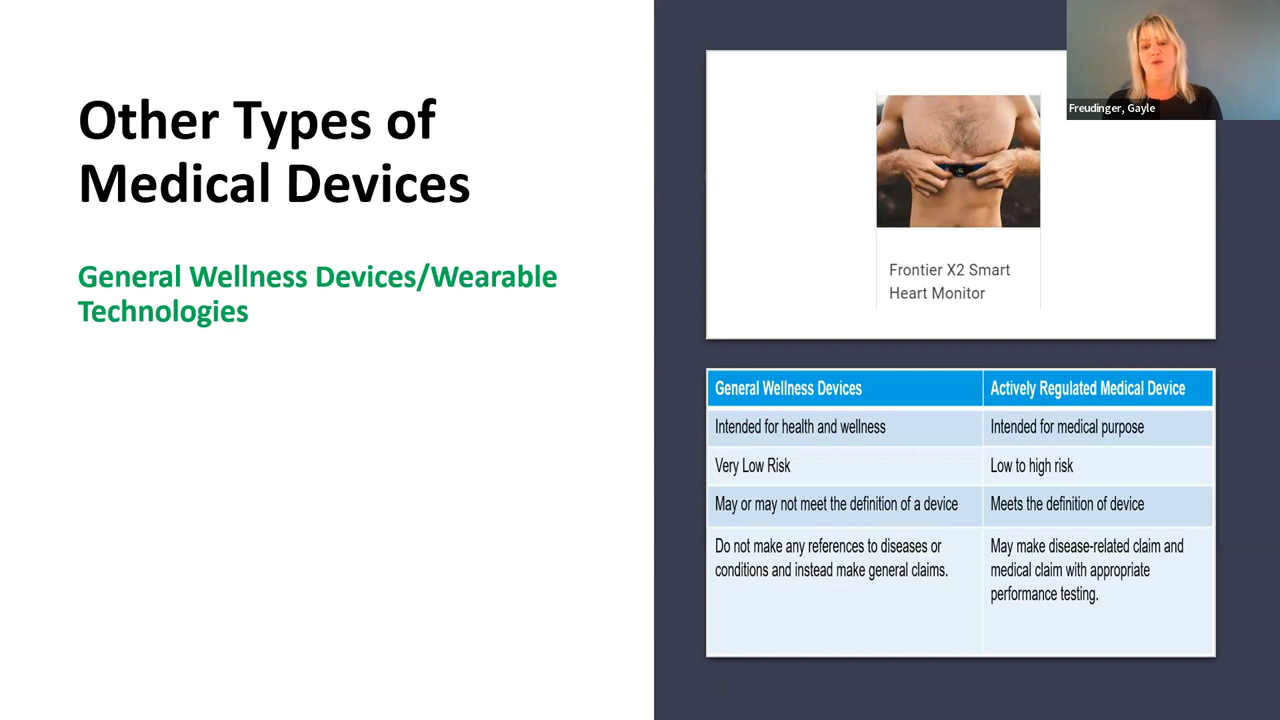 Other Types of
Medical Devices
General Wellness Devices/Wearable
Technologies
Freudinger, Gayle
Frontier X2 Smart
Heart Monitor
General Wellness Devices
Actively Regulated Medical Device
Intended for health and wellness
Intended for medical purpose
Very Low Risk
Low to high risk
May or may not meet the definition of a device
Meets the definition of device
Do not make any references to diseases or
conditions and instead make general claims.
May make disease-related claim and
medical claim with appropriate
performance testing.